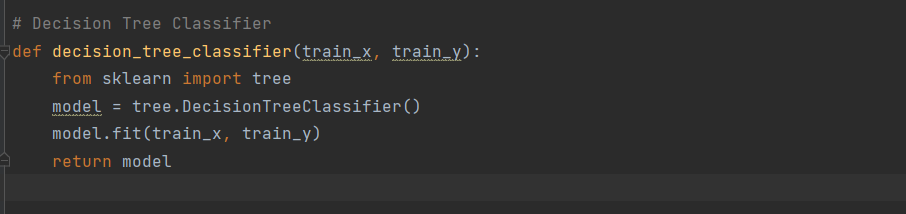 # Decision Tree Classifier
def decision_tree_classifier(train_x, train_y):
    from sklearn import tree
    model = tree.DecisionTreeClassifier()
    model.fit(train_x, train_y)
    return model